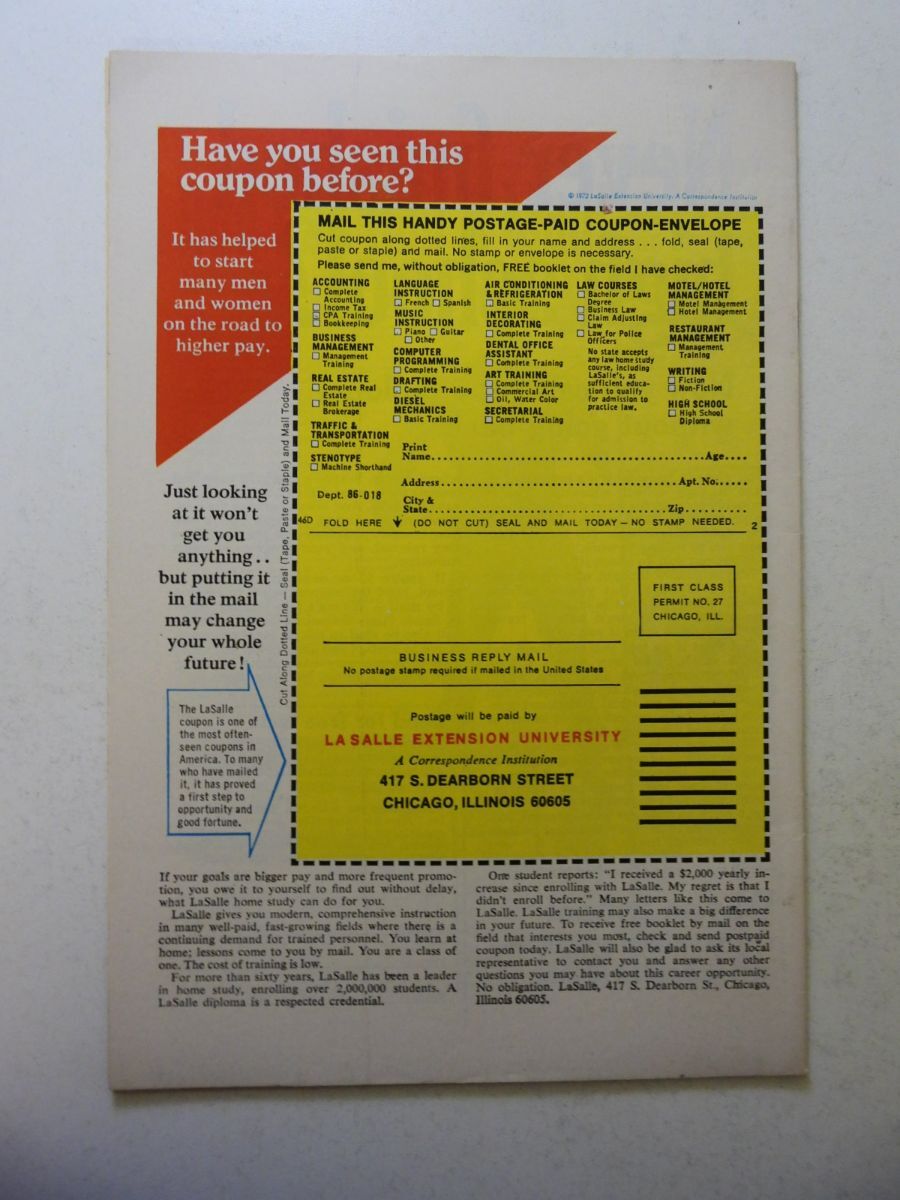 Have you seen this
coupon before?
© 1972 LaSalle Extension University. A Correspondence Institution
It has helped
to start
many men
and women
on the road to
higher pay.
MAIL THIS HANDY POSTAGE-PAID COUPON-ENVELOPE
Cut coupon along dotted lines, fill in your name and address . . . fold, seal (tape,
paste or staple) and mail. No stamp or envelope is necessary.
Please send me, without obligation, FREE booklet on the field I have checked:
ACCOUNTING
☐ Complete
Accounting
☐ Income Tax
☐ CPA Training
☐ Bookkeeping
BUSINESS
MANAGEMENT
☐ Management
Training
REAL ESTATE
☐ Complete Real
Estate
☐ Real Estate
Brokerage
TRAFFIC &
TRANSPORTATION
☐ Complete Training
STENOTYPE
☐ Machine Shorthand
LANGUAGE
INSTRUCTION
☐ French ☐ Spanish
MUSIC
INSTRUCTION
☐ Piano ☐ Guitar
☐ Other
COMPUTER
PROGRAMMING
☐ Complete Training
DRAFTING
☐ Complete Training
DIESEL
MECHANICS
☐ Basic Training
AIR CONDITIONING
& REFRIGERATION
☐ Basic Training
INTERIOR
DECORATING
☐ Complete Training
DENTAL OFFICE
ASSISTANT
☐ Complete Training
ART TRAINING
☐ Complete Training
☐ Commercial Art
☐ Oil, Water Color
SECRETARIAL
☐ Complete Training
LAW COURSES
☐ Bachelor of Laws
Degree
☐ Business Law
☐ Claim Adjusting
Law
☐ Law for Police
Officers
No state accepts
any law home study
course, including
LaSalle's, as
sufficient educa-
tion to qualify
for admission to
practice law.
MOTEL/HOTEL
MANAGEMENT
☐ Motel Management
☐ Hotel Management
RESTAURANT
MANAGEMENT
☐ Management
Training
WRITING
☐ Fiction
☐ Non-Fiction
HIGH SCHOOL
☐ High School
Diploma
Print
Name........................................Age....
Address........................................Apt. No......
Dept. 86-018
City &
State........................................Zip..........
46D FOLD HERE (DO NOT CUT) SEAL AND MAIL TODAY — NO STAMP NEEDED. 2
Cut Along Dotted Line — Seal (Tape, Paste or Staple) and Mail Today.
Just looking
at it won't
get you
anything..
but putting it
in the mail
may change
your whole
future!
The LaSalle
coupon is one of
the most often-
seen coupons in
America. To many
who have mailed
it, it has proved
a first step to
opportunity and
good fortune.
FIRST CLASS
PERMIT NO. 27
CHICAGO, ILL.
BUSINESS REPLY MAIL
No postage stamp required if mailed in the United States
Postage will be paid by
LA SALLE EXTENSION UNIVERSITY
A Correspondence Institution
417 S. DEARBORN STREET
CHICAGO, ILLINOIS 60605
If your goals are bigger pay and more frequent promo-
tion, you owe it to yourself to find out without delay,
what LaSalle home study can do for you.
LaSalle gives you modern, comprehensive instruction
in many well-paid, fast-growing fields where there is a
continuing demand for trained personnel. You learn at
home; lessons come to you by mail. You are a class of
one. The cost of training is low.
For more than sixty years, LaSalle has been a leader
in home study, enrolling over 2,000,000 students. A
LaSalle diploma is a respected credential.
One student reports: "I received a $2,000 yearly in-
crease since enrolling with LaSalle. My regret is that I
didn't enroll before." Many letters like this come to
LaSalle. LaSalle training may also make a big difference
in your future. To receive free booklet by mail on the
field that interests you most, check and send postpaid
coupon today. LaSalle will also be glad to ask its local
representative to contact you and answer any other
questions you may have about this career opportunity.
No obligation. LaSalle, 417 S. Dearborn St., Chicago,
Illinois 60605.